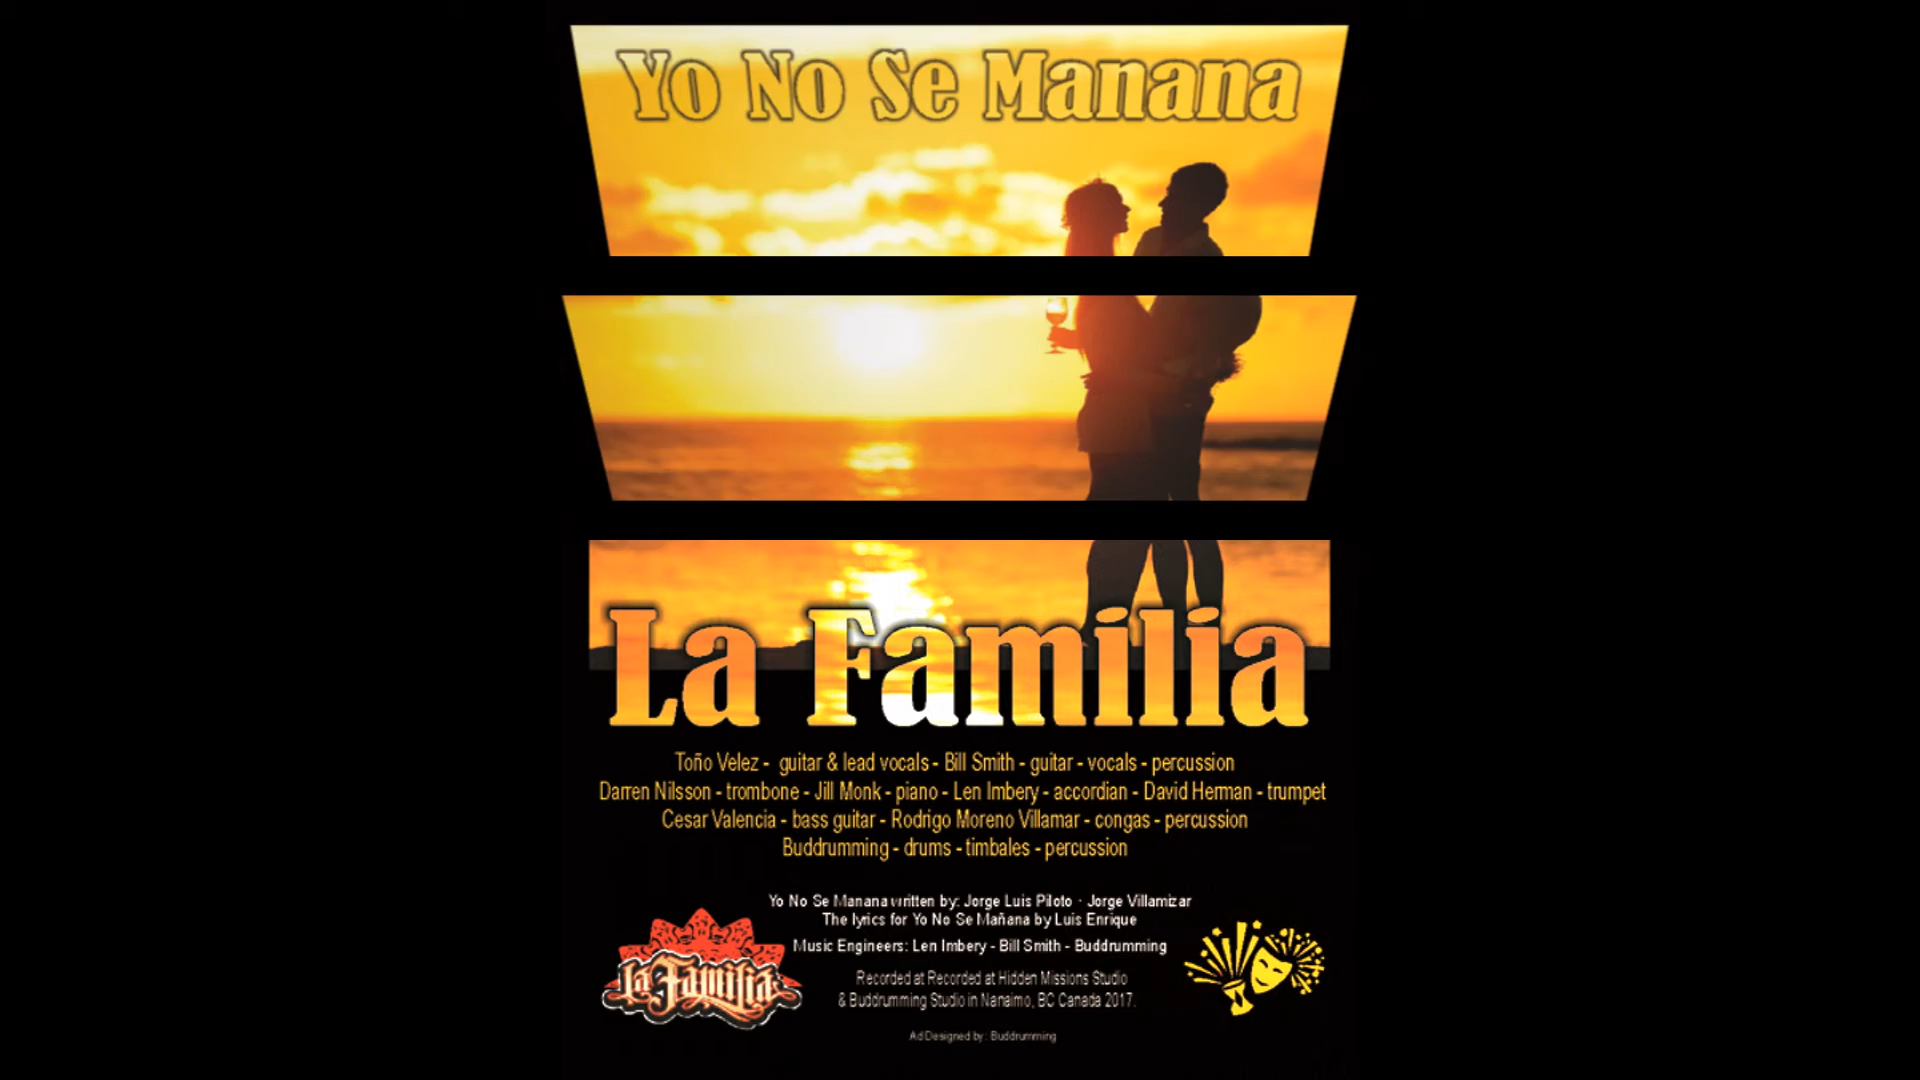 Yo No Se Manana
La Familia
Toño Velez - guitar & lead vocals - Bill Smith - guitar - vocals - percussion
Darren Nilsson - trombone - Jill Monk - piano - Len Imbery - accordian - David Herman - trumpet
Cesar Valencia - bass guitar - Rodrigo Moreno Villamar - congas - percussion
Buddrumming - drums - timbales - percussion
Yo No Se Manana written by: Jorge Luis Piloto · Jorge Villamizar
The lyrics for Yo No Se Mañana by Luis Enrique
Music Engineers: Len Imbery - Bill Smith - Buddrumming
la Familia
Recorded at Recorded at Hidden Missions Studio
& Buddrumming Studio in Nanaimo, BC Canada 2017.
Ad Designed by: Buddrumming